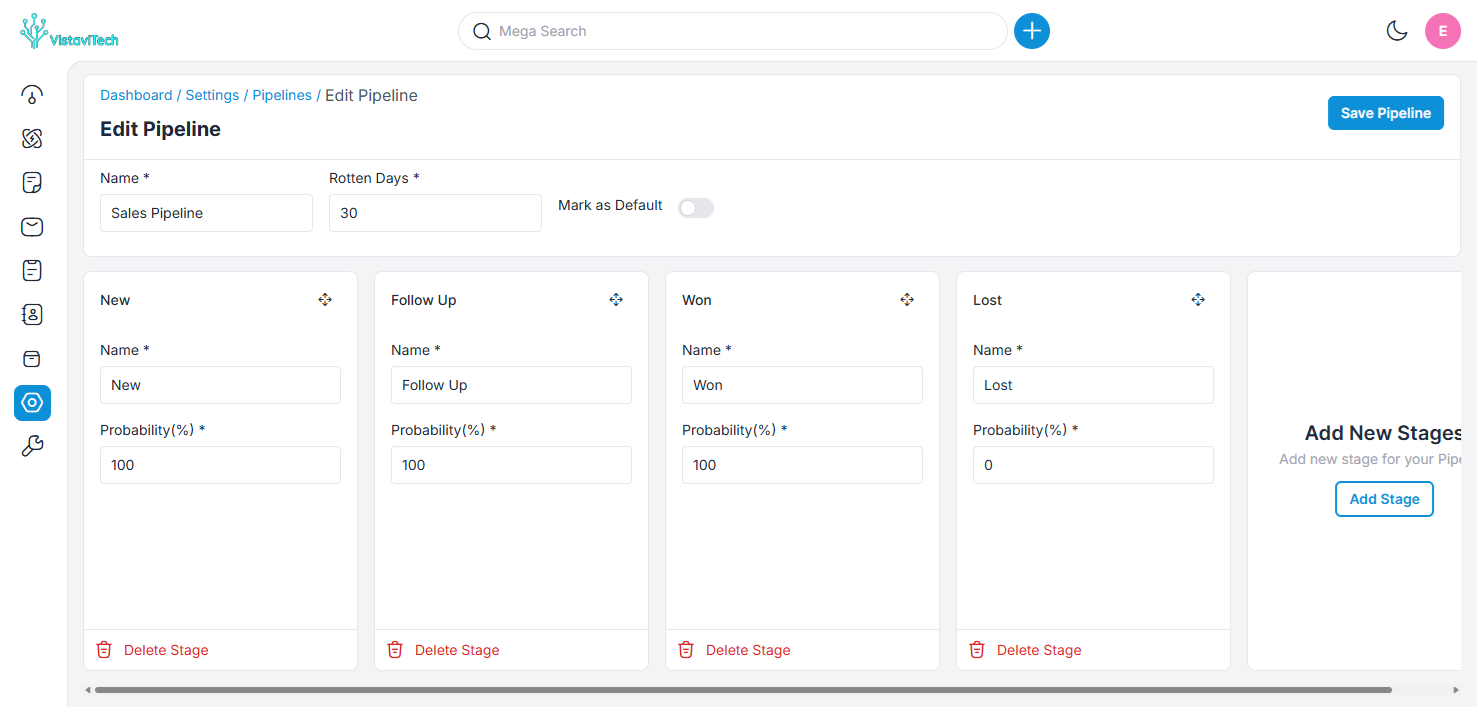 VistaviTech
Mega Search
E
Dashboard / Settings / Pipelines / Edit Pipeline
Edit Pipeline
Save Pipeline
Name *
Rotten Days *
Sales Pipeline
30
Mark as Default
New
Name *
New
Probability(%) *
100
Delete Stage
Follow Up
Name *
Follow Up
Probability(%) *
100
Delete Stage
Won
Name *
Won
Probability(%) *
100
Delete Stage
Lost
Name *
Lost
Probability(%) *
0
Delete Stage
Add New Stages
Add new stage for your Pipe
Add Stage